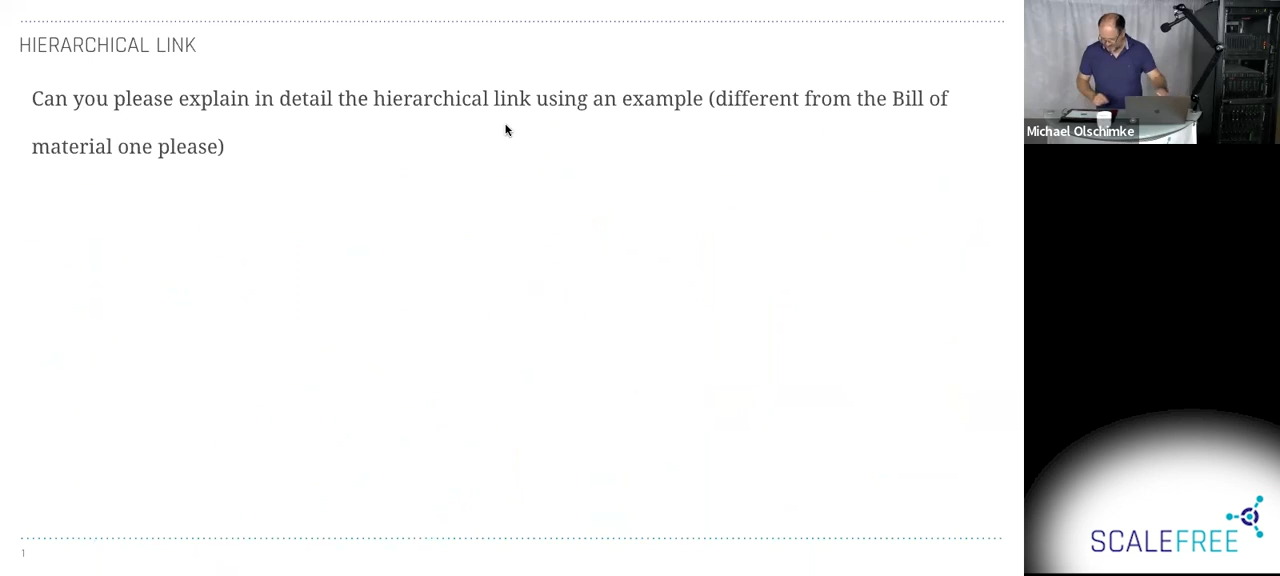 HIERARCHICAL LINK
Can you please explain in detail the hierarchical link using an example (different from the Bill of
material one please)
Michael Olschimke
SCALEFREE
1